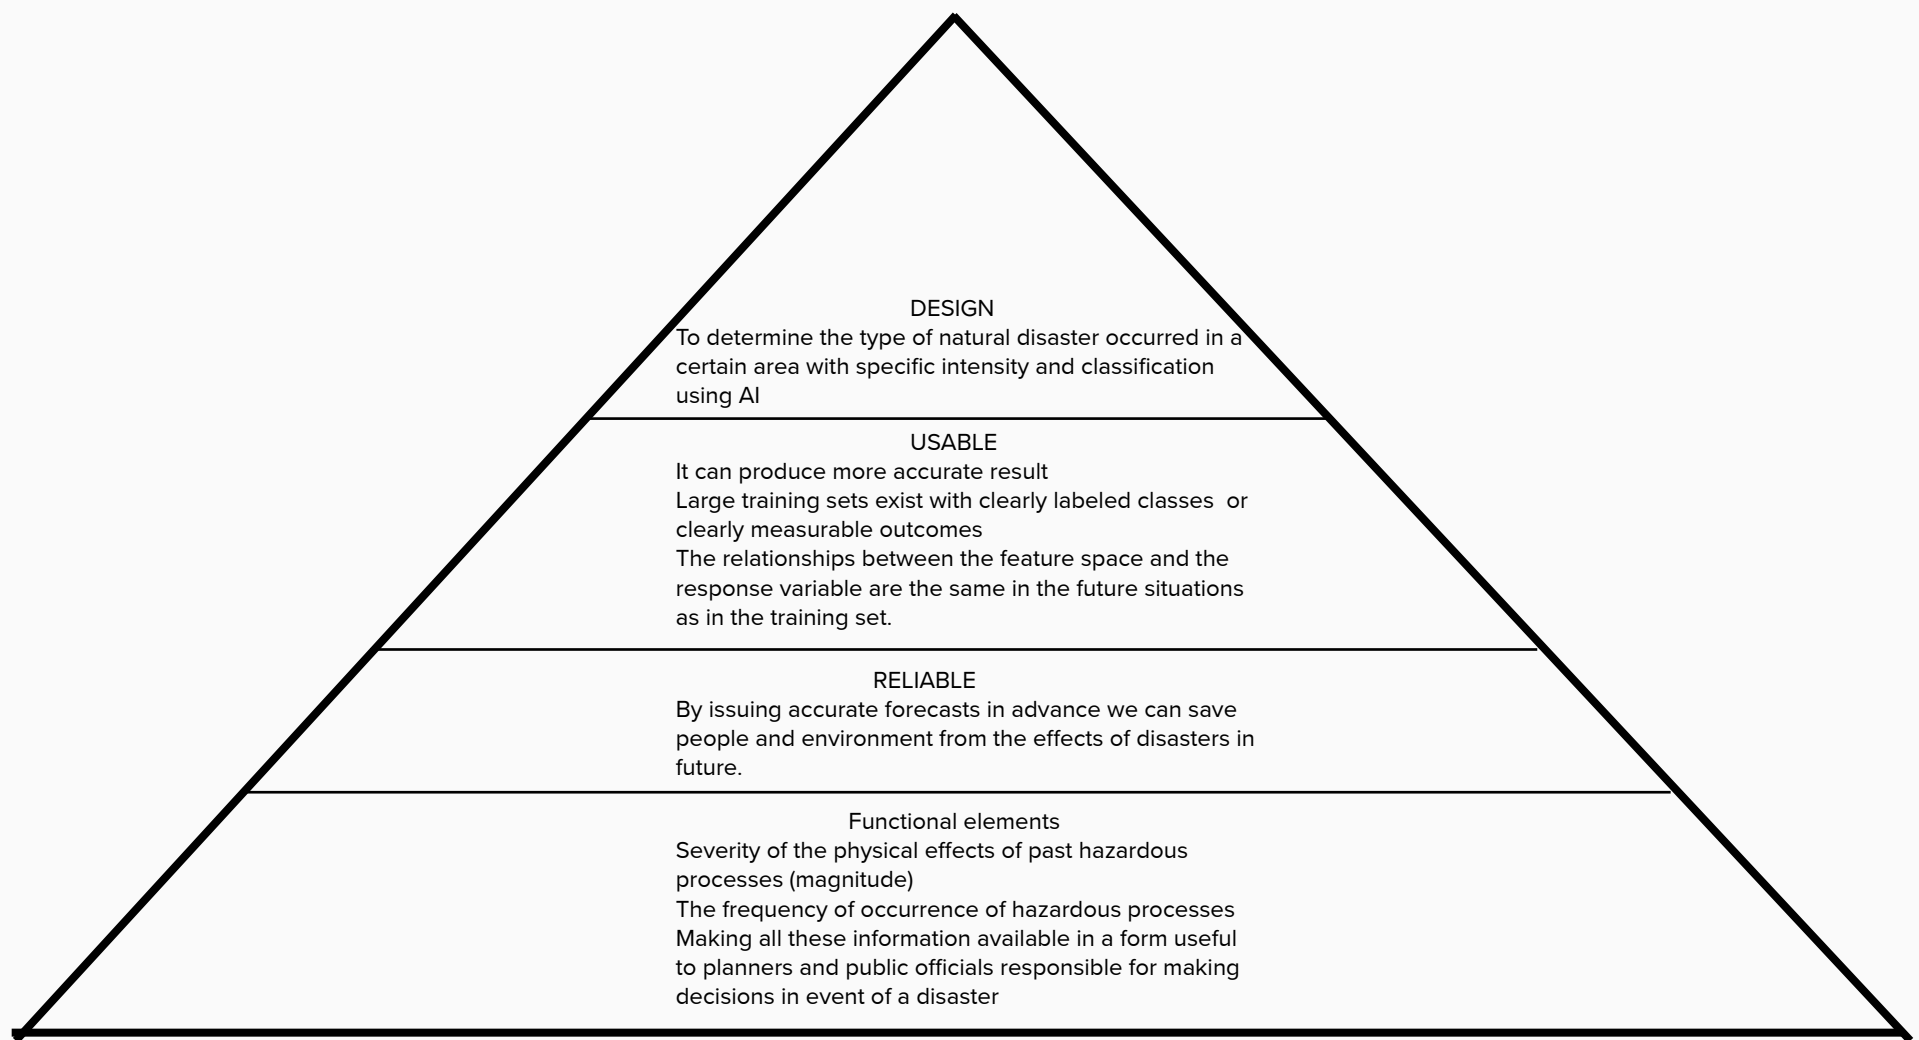 DESIGN
To determine the type of natural disaster occurred in a
certain area with specific intensity and classification
using AI
USABLE
It can produce more accurate result
Large training sets exist with clearly labeled classes  or
clearly measurable outcomes
The relationships between the feature space and the
response variable are the same in the future situations
as in the training set.
RELIABLE
By issuing accurate forecasts in advance we can save
people and environment from the effects of disasters in
future.
Functional elements
Severity of the physical effects of past hazardous
processes (magnitude)
The frequency of occurrence of hazardous processes
Making all these information available in a form useful
to planners and public officials responsible for making
decisions in event of a disaster